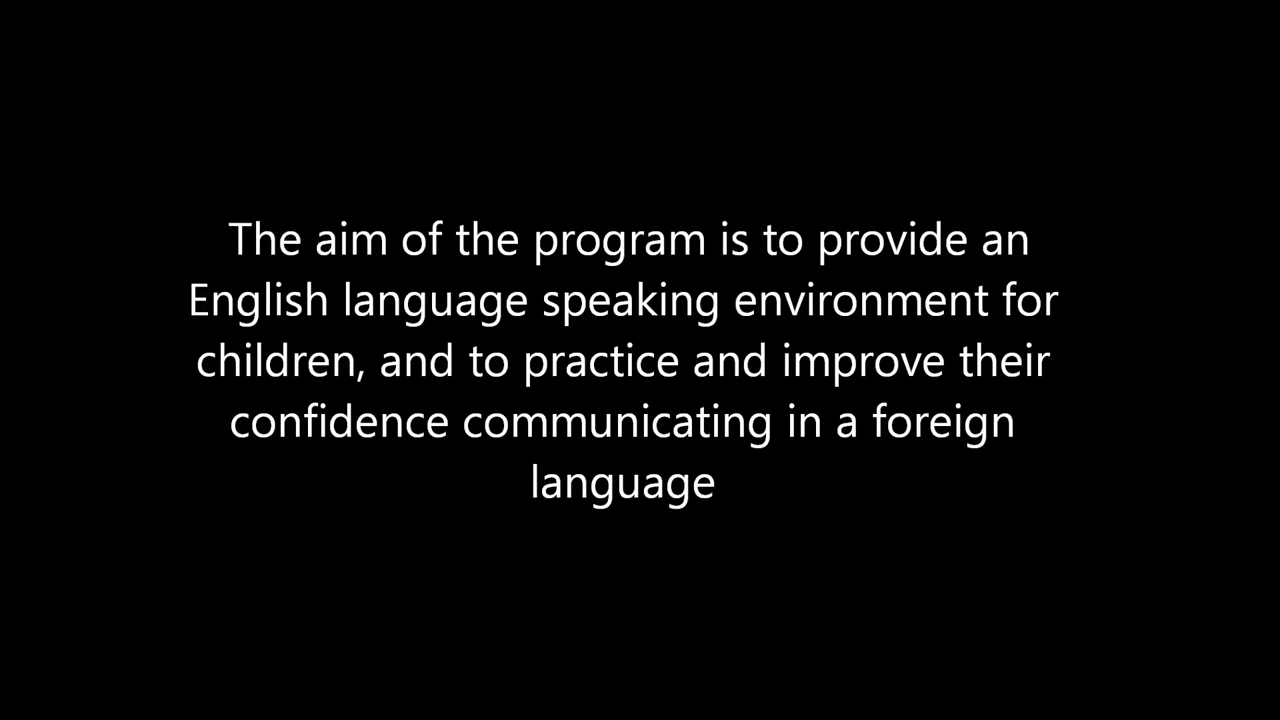 The aim of the program is to provide an
English language speaking environment for
children, and to practice and improve their
confidence communicating in a foreign
language